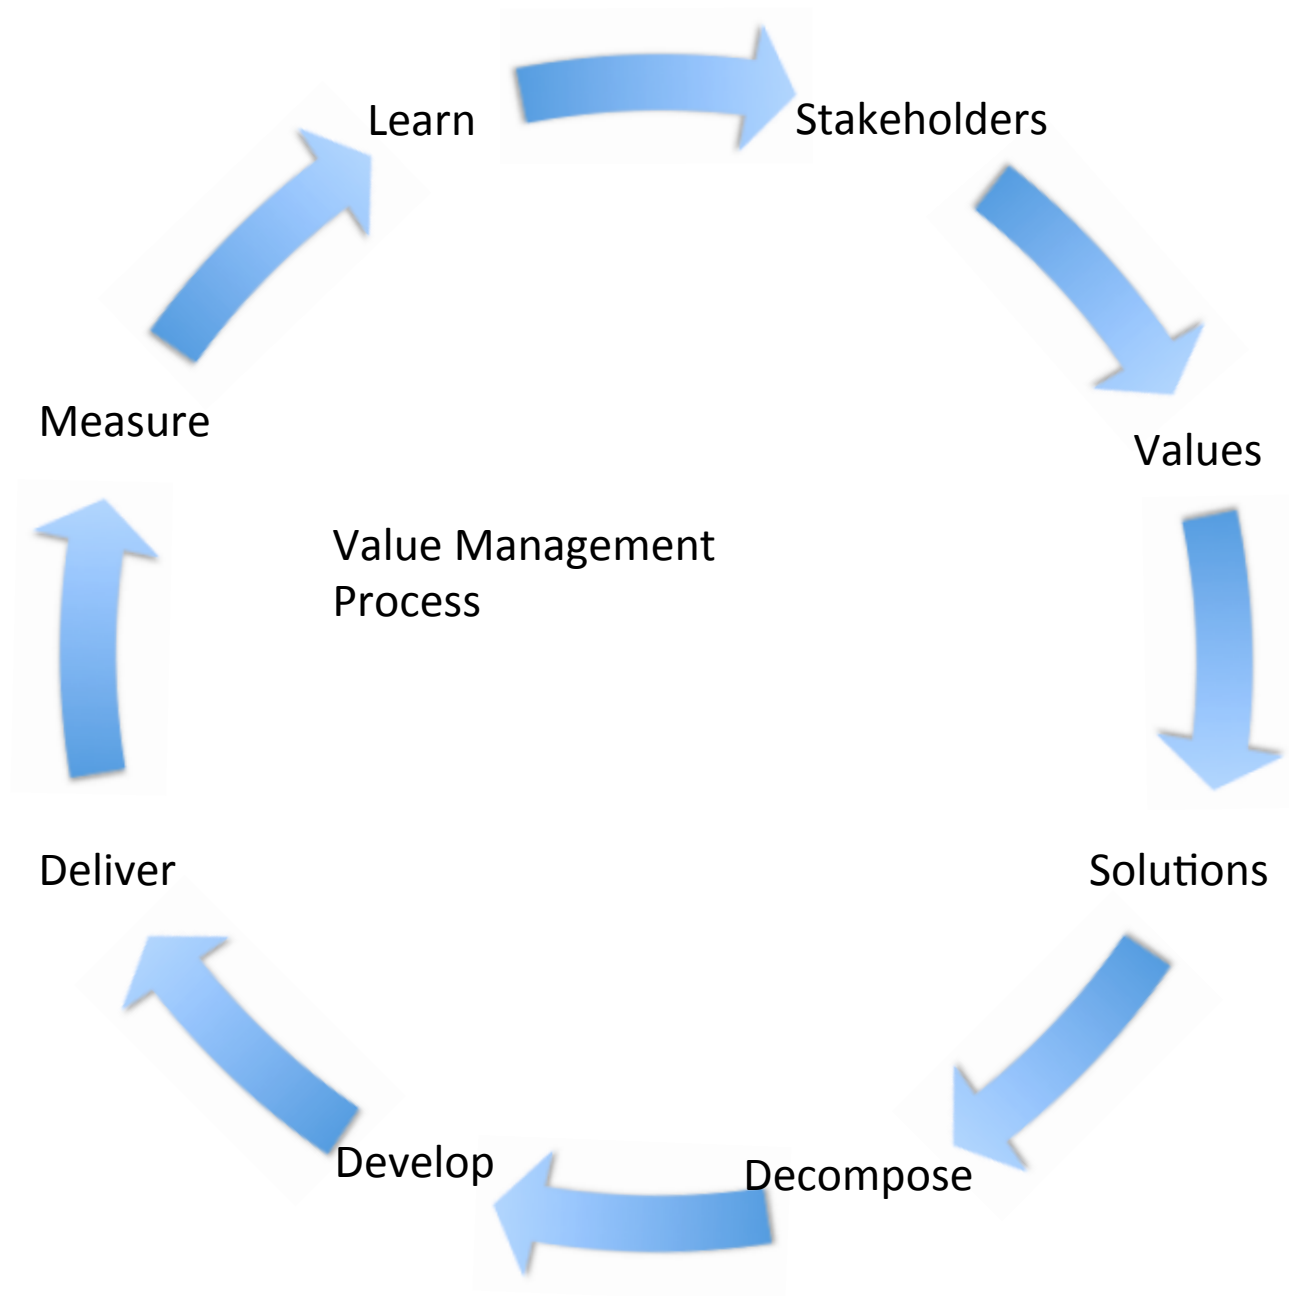 Learn
Stakeholders
Measure
Values
Value Management
Process
Deliver
Solutions
Develop
Decompose